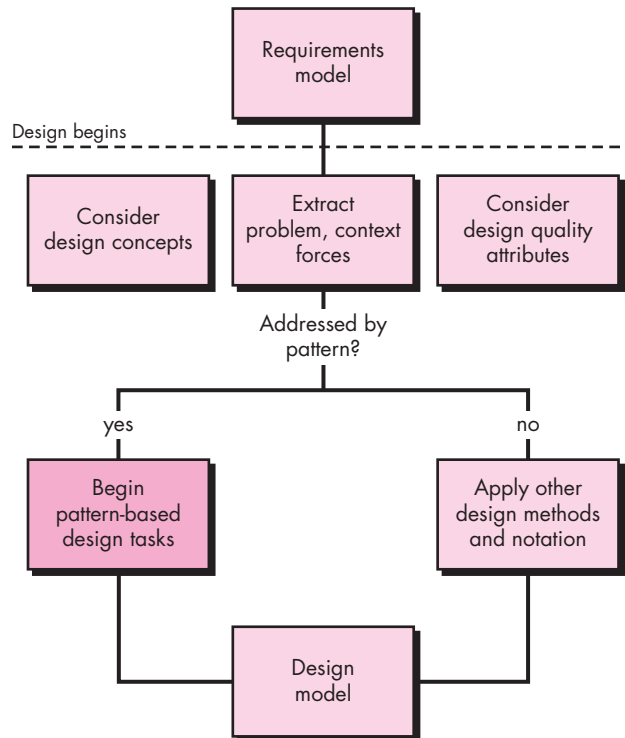 Requirements
model
Design begins
Consider
design concepts
Extract
problem, context
forces
Consider
design quality
attributes
Addressed by
pattern?
yes
no
Begin
pattern-based
design tasks
Apply other
design methods
and notation
Design
model